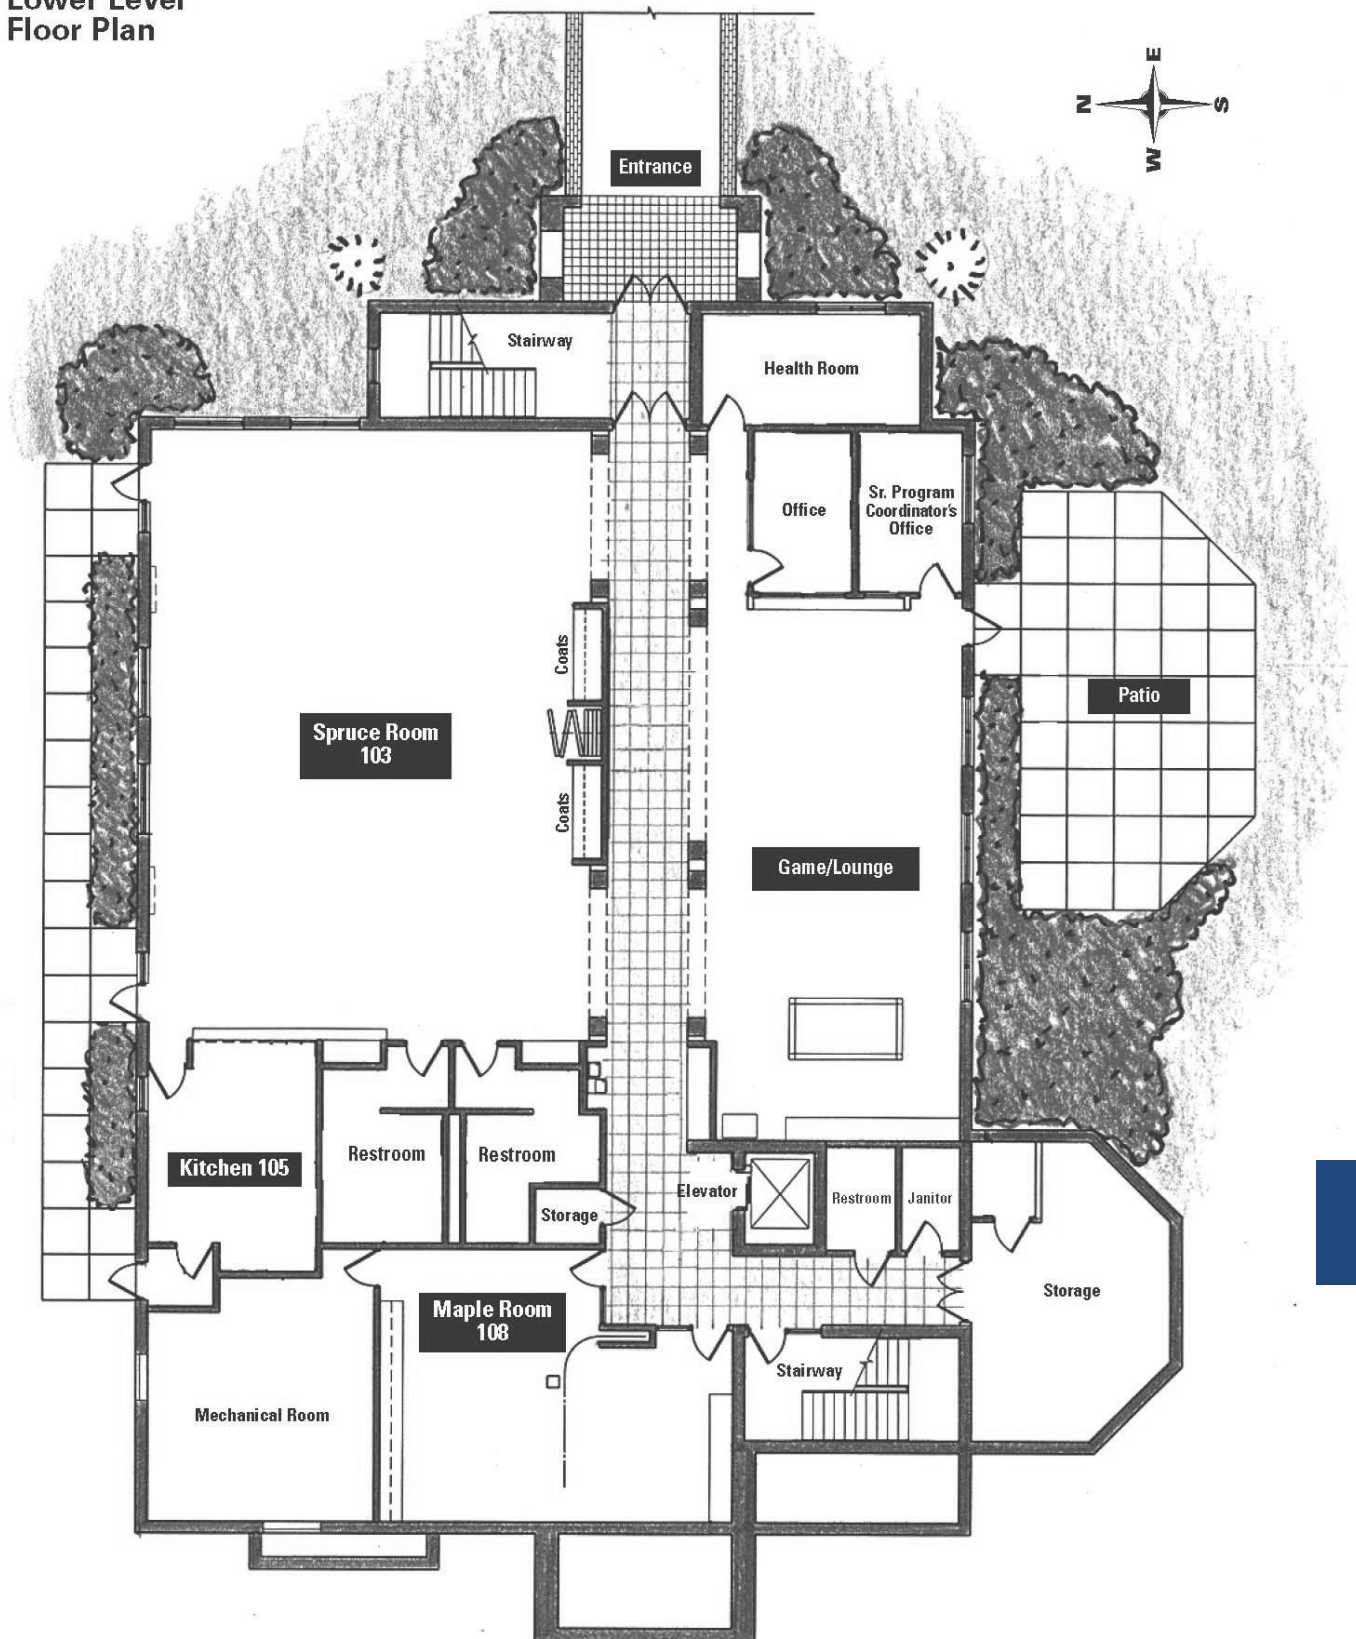 Lower Level
Floor Plan
E
N
S
W
Entrance
Stairway
Health Room
Office
Sr. Program
Coordinator's
Office
Coats
Spruce Room
103
Patio
Coats
Game/Lounge
Kitchen 105
Restroom
Restroom
Storage
Elevator
Restroom
Janitor
Storage
Maple Room
108
Stairway
Mechanical Room